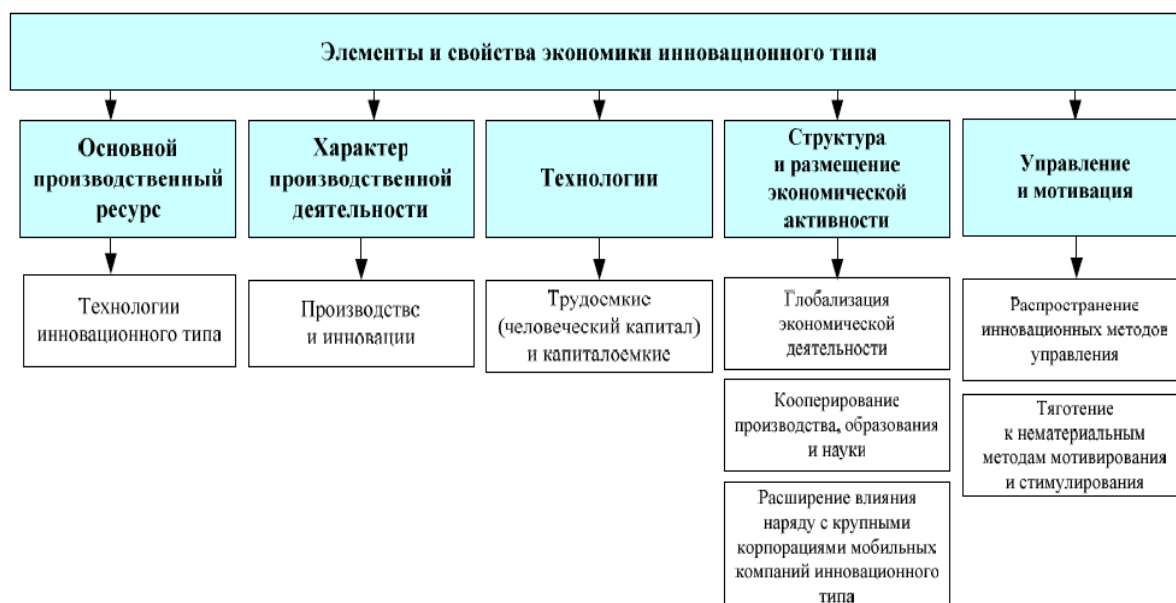 Элементы и свойства экономики инновационного типа
Основной
производственный
ресурс
Характер
производственной
деятельности
Технологии
Структура
и размещение
экономической
активности
Управление
и мотивация
Технологии
инновационного типа
Производство
и инновации
Трудоемкие
(человеческий капитал)
и капиталоемкие
Глобализация
экономической
деятельности
Распространение
инновационных методов
управления
Кооперирование
производства, образования
и науки
Тяготение
к нематериальным
методам мотивирования
и стимулирования
Расширение влияния
наряду с крупными
корпорациями мобильных
компаний инновационного
типа